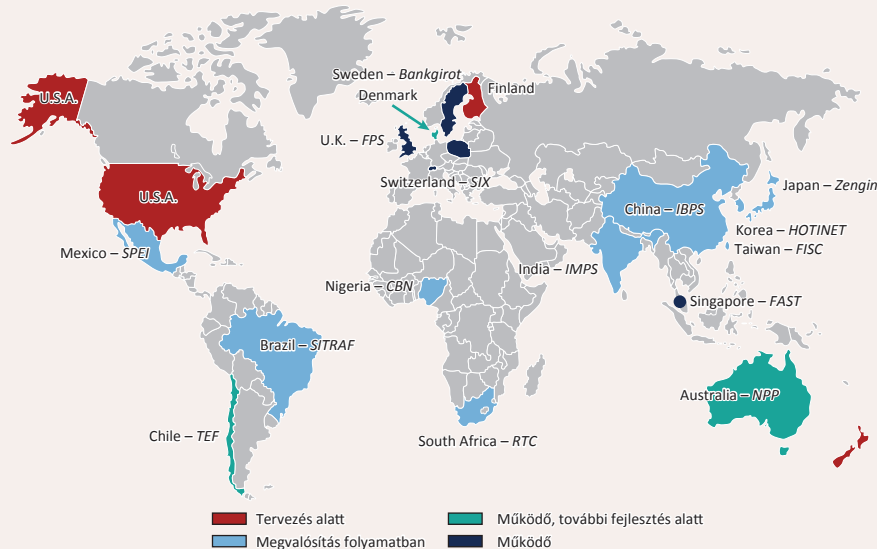 Sweden – Bankgirot
Finland
Denmark
U.S.A.
U.K. – FPS
Switzerland – SIX
U.S.A.
Japan – Zengin
China – IBPS
Korea – HOTINET
Taiwan – FISC
Mexico – SPEI
India – IMPS
Nigeria – CBN
Singapore – FAST
Brazil – SITRAF
Australia – NPP
Chile – TEF
South Africa – RTC
Tervezés alatt
Működő, további fejlesztés alatt
Megvalósítás folyamatban
Működő